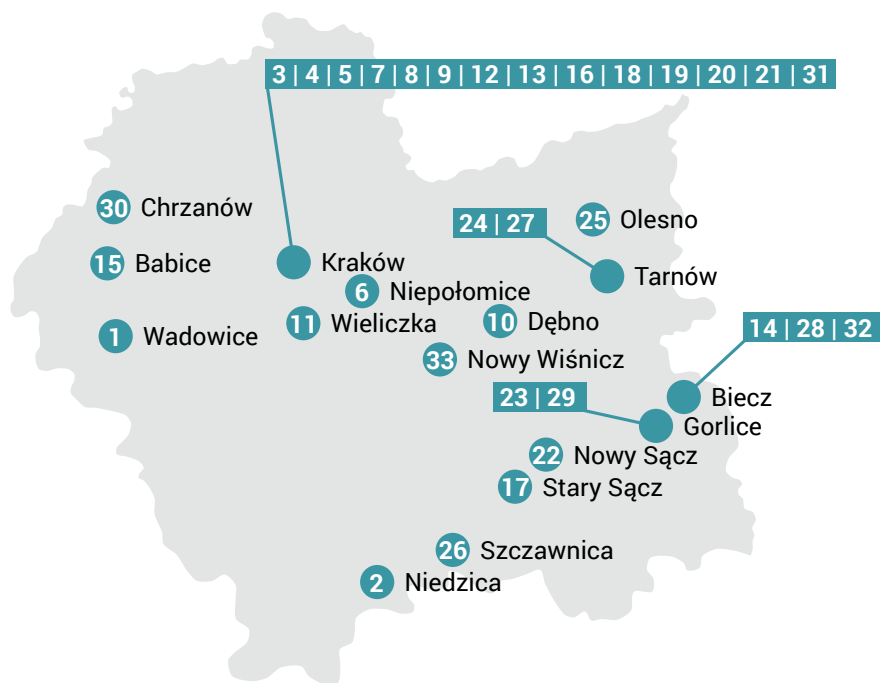 3 | 4 | 5 | 7 | 8 | 9 | 12 | 13 | 16 | 18 | 19 | 20 | 21 | 31
30 Chrzanów
24 | 27
25 Olesno
15 Babice
Kraków
Tarnów
6 Niepołomice
1 Wadowice
11 Wieliczka
10 Dębno
14 | 28 | 32
33 Nowy Wiśnicz
23 | 29
Biecz
Gorlice
22 Nowy Sącz
17 Stary Sącz
26 Szczawnica
2 Niedzica